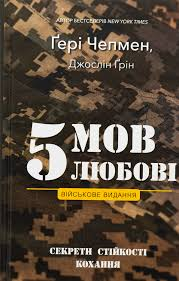 АВТОР БЕСТСЕЛЕРІВ NEW YORK TIMES
Ґері Чепмен,
Джослін Ґрін
5 МОВ
ЛЮБОВІ
ВІЙСЬКОВЕ ВИДАННЯ
СЕКРЕТИ СТІЙКОСТІ
КОХАННЯ